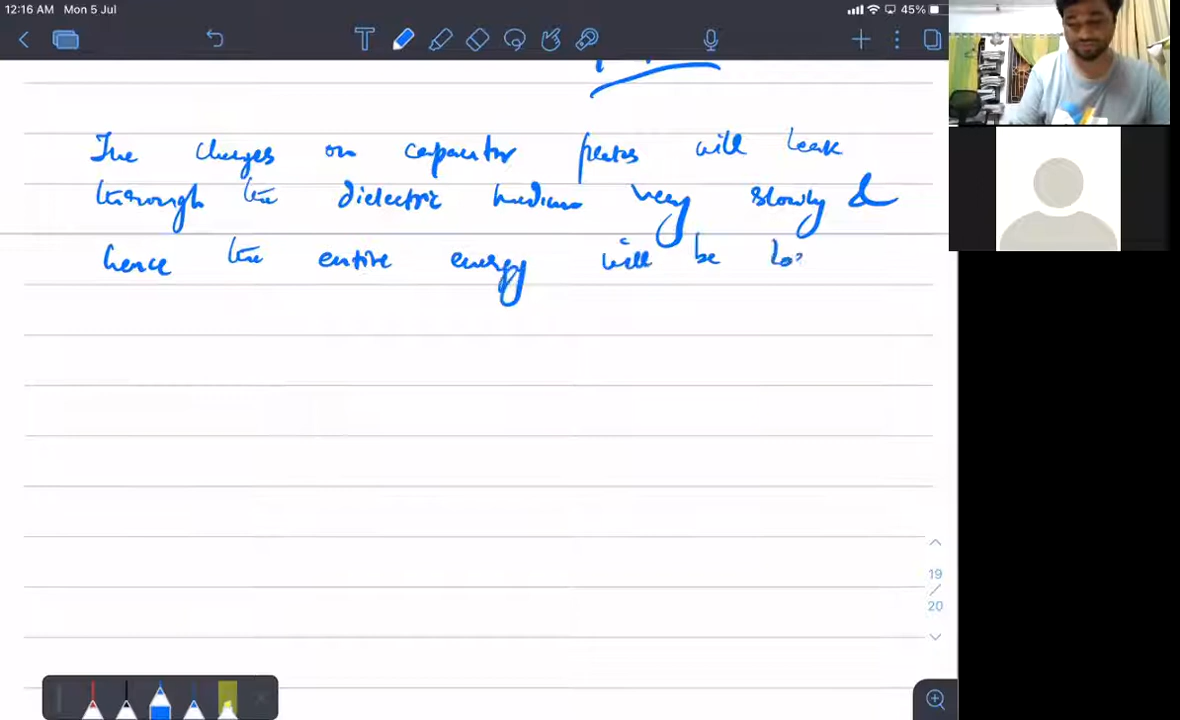 12:16 AM Mon 5 Jul
45%
The charges on capacitor plates will leak
through the dielectric medium very slowly &
hence the entire energy will be los
19
20